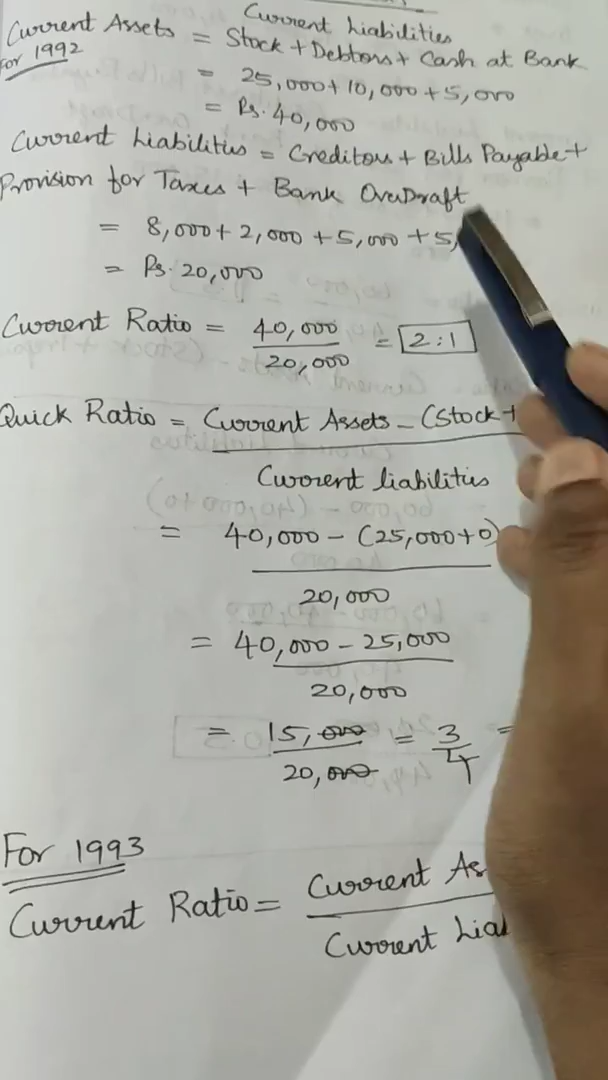 Current Liabilities
Current Assets = Stock + Debtors + Cash at Bank
for 1992
= 25,000 + 10,000 + 5,000
= Rs. 40,000
Current Liabilities = Creditors + Bills Payable +
Provision for Taxes + Bank OverDraft
= 8,000 + 2,000 + 5,000 + 5,
= Rs. 20,000
Current Ratio = 40,000 / 20,000 = 2:1
Quick Ratio = Current Assets - (Stock +
Current liabilities
= 40,000 - (25,000 + 0)
20,000
= 40,000 - 25,000
20,000
= 15,000 / 20,000 = 3/4 =
For 1993
Current Ratio = Current As
Current Lia